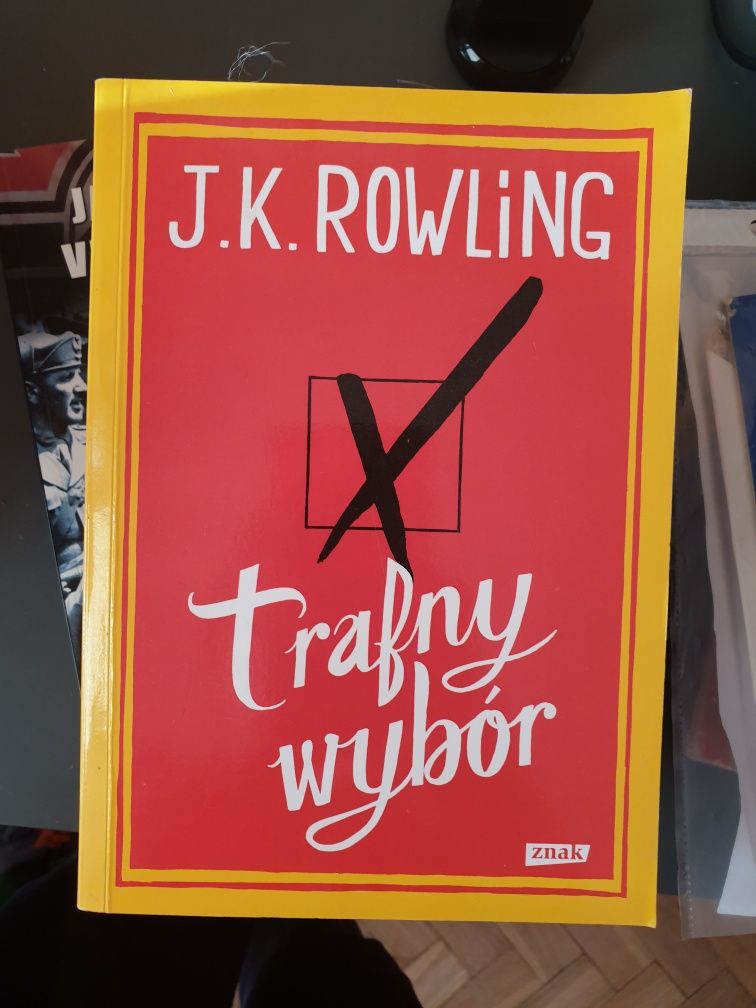 J.K. ROWLiNG
trafny
wybór
znak